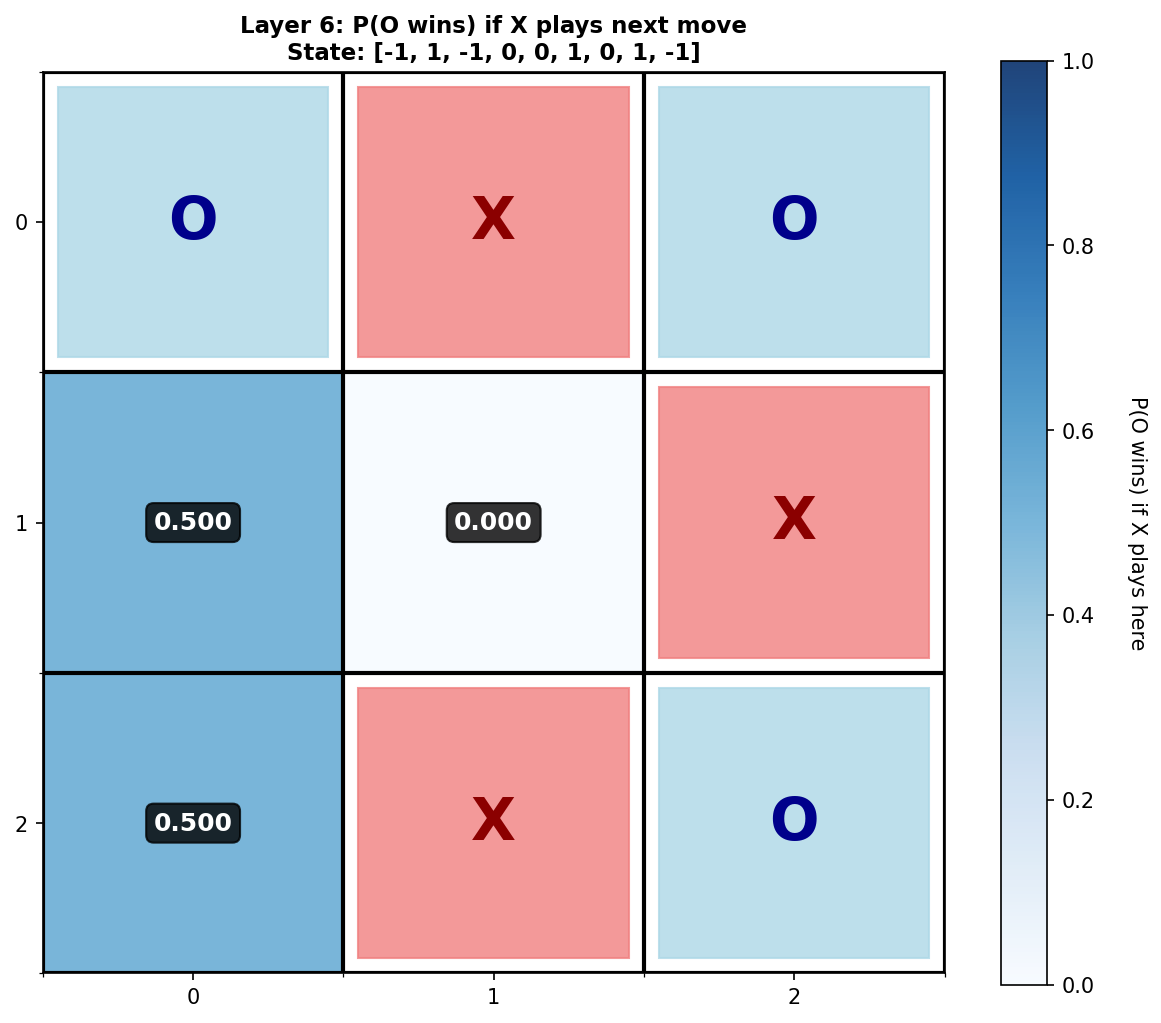 Layer 6: P(O wins) if X plays next move
State: [-1, 1, -1, 0, 0, 1, 0, 1, -1]
O X O
0.500 0.000 X
0.500 X O
0
1
2
0 1 2
1.0
0.8
0.6
0.4
0.2
0.0
P(O wins) if X plays here